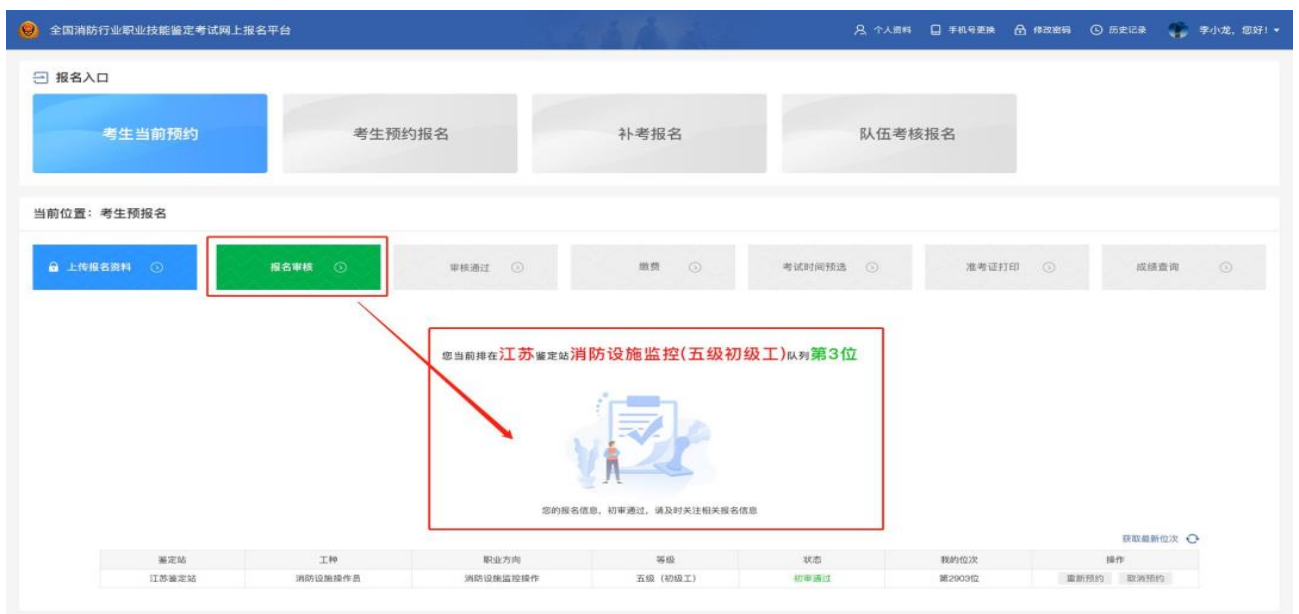 全国消防行业职业技能鉴定考试网上报名平台
个人资料 手机号更换 修改密码 历史记录 李小龙，您好！
报名入口
考生当前预约 考生预约报名 补考报名 队伍考核报名
当前位置：考生预报名
上传报名资料 报名审核 审核通过 缴费 考试时间预选 准考证打印 成绩查询
您当前排在江苏鉴定站消防设施监控(五级初级工)队列第3位
您的报名信息，初审通过，请及时关注相关报名信息
获取最新位次
鉴定站 工种 职业方向 等级 状态 我的位次 操作
江苏鉴定站 消防设施操作员 消防设施监控操作 五级（初级工） 初审通过 第2903位 重新预约 取消预约